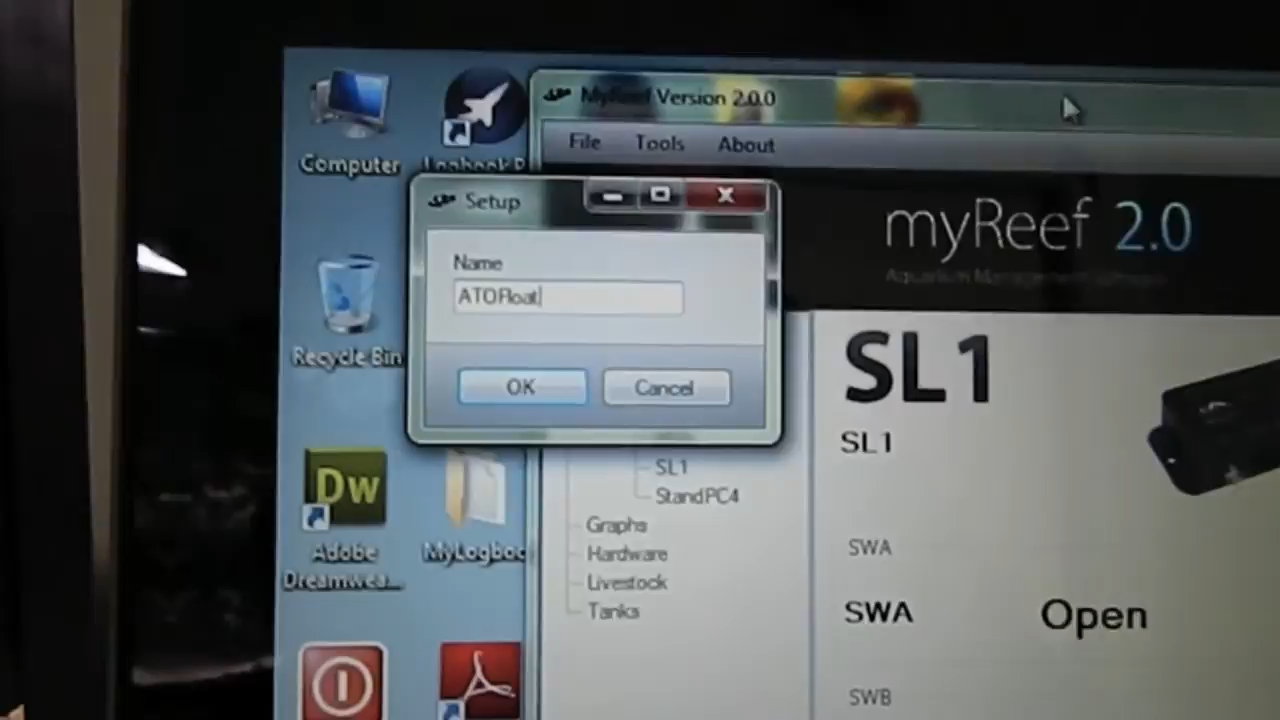 MyReef Version 2.0.0
File Tools About
Computer
Setup
myReef 2.0
Name
ATOFloat
Recycle Bin
OK Cancel
SL1
SL1
SL1
StandPC4
Dw
Graphs
Hardware
Livestock
Tanks
Adobe
Dreamwea...
MyLogboo
SWA
SWA Open
SWB